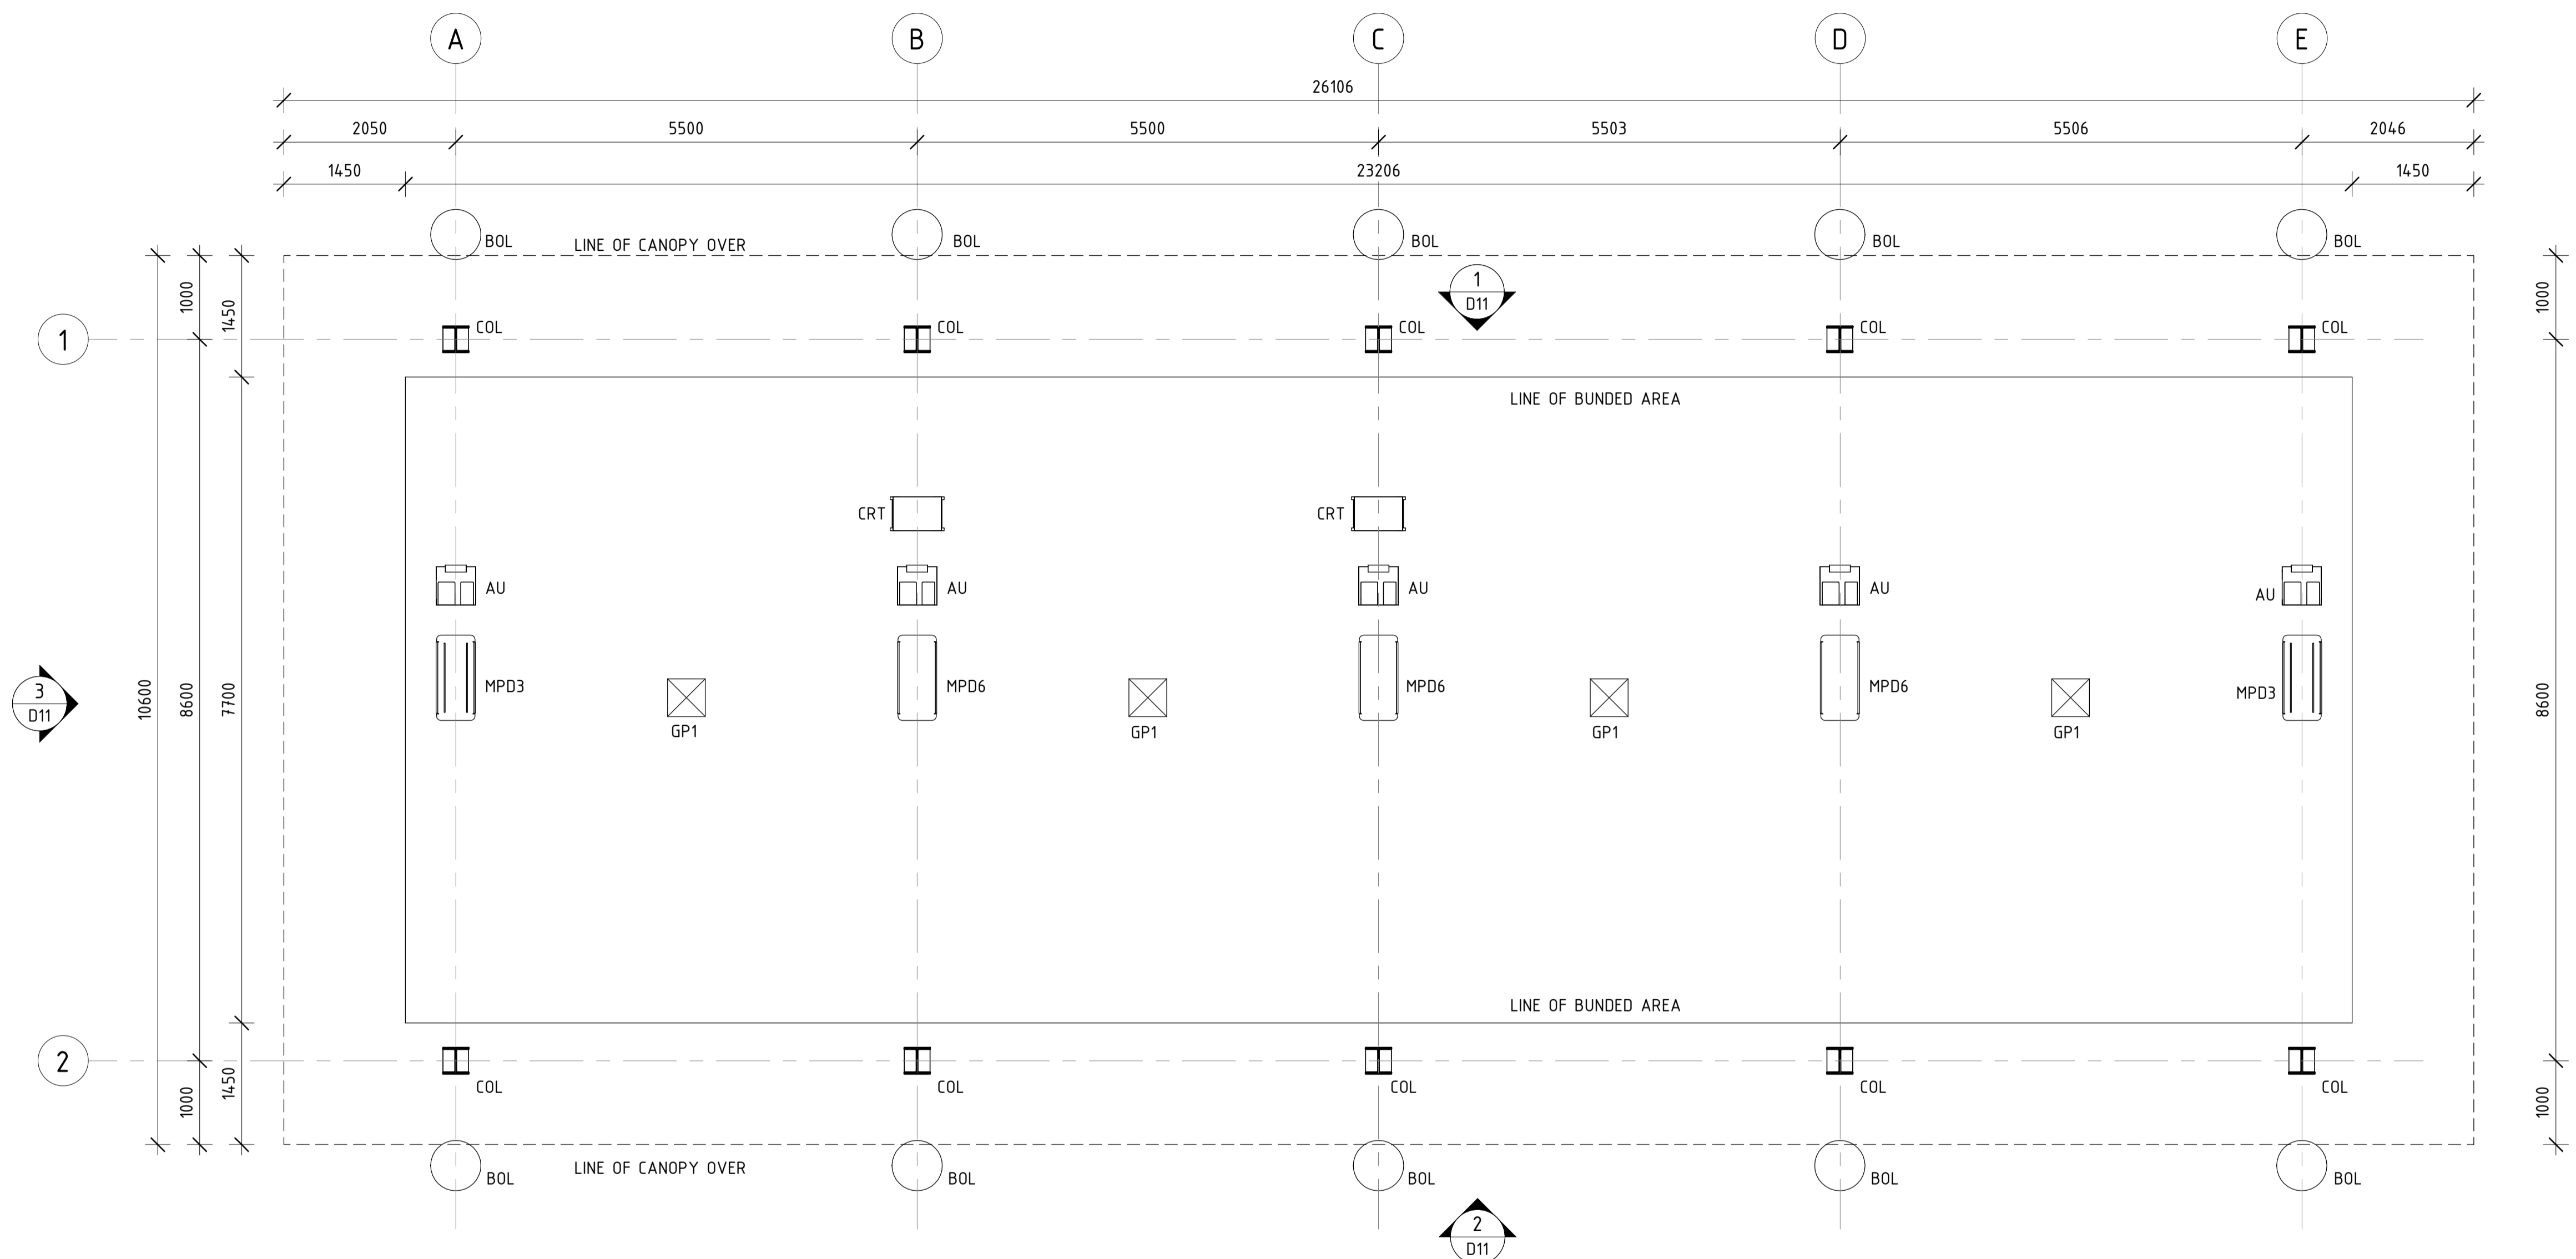 A B C D E
26106
2050 5500 5500 5503 5506 2046
1450 23206 1450
BOL LINE OF CANOPY OVER BOL BOL BOL BOL
1000 1450 1 D11 1000
1 COL COL COL COL COL
LINE OF BUNDED AREA
CRT CRT
AU AU AU AU AU
MPD3 MPD6 MPD6 MPD6 MPD3
3 D11 10600 8600 7700 8600
GP1 GP1 GP1 GP1
LINE OF BUNDED AREA
2
COL COL COL COL COL
1000 1450 1000
LINE OF CANOPY OVER
BOL BOL BOL BOL BOL
2
D11